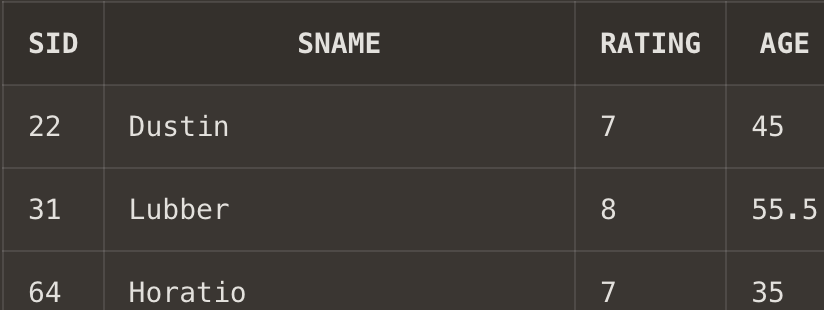 SID SNAME RATING AGE
22 Dustin 7 45
31 Lubber 8 55.5
64 Horatio 7 35